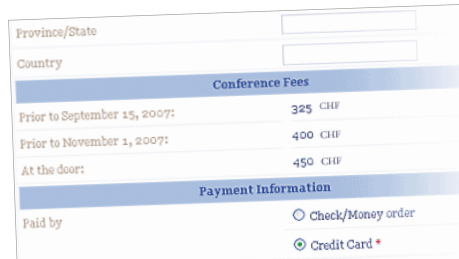 Province/State
Country
Conference Fees
Prior to September 15, 2007: 325 CHF
Prior to November 1, 2007: 400 CHF
At the door: 450 CHF
Payment Information
Paid by Check/Money order
Credit Card *